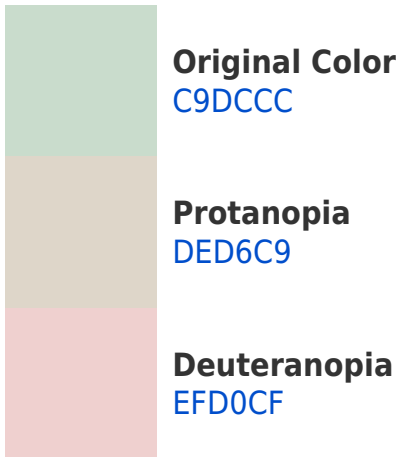 Original Color
C9DCCC
Protanopia
DED6C9
Deuteranopia
EFD0CF